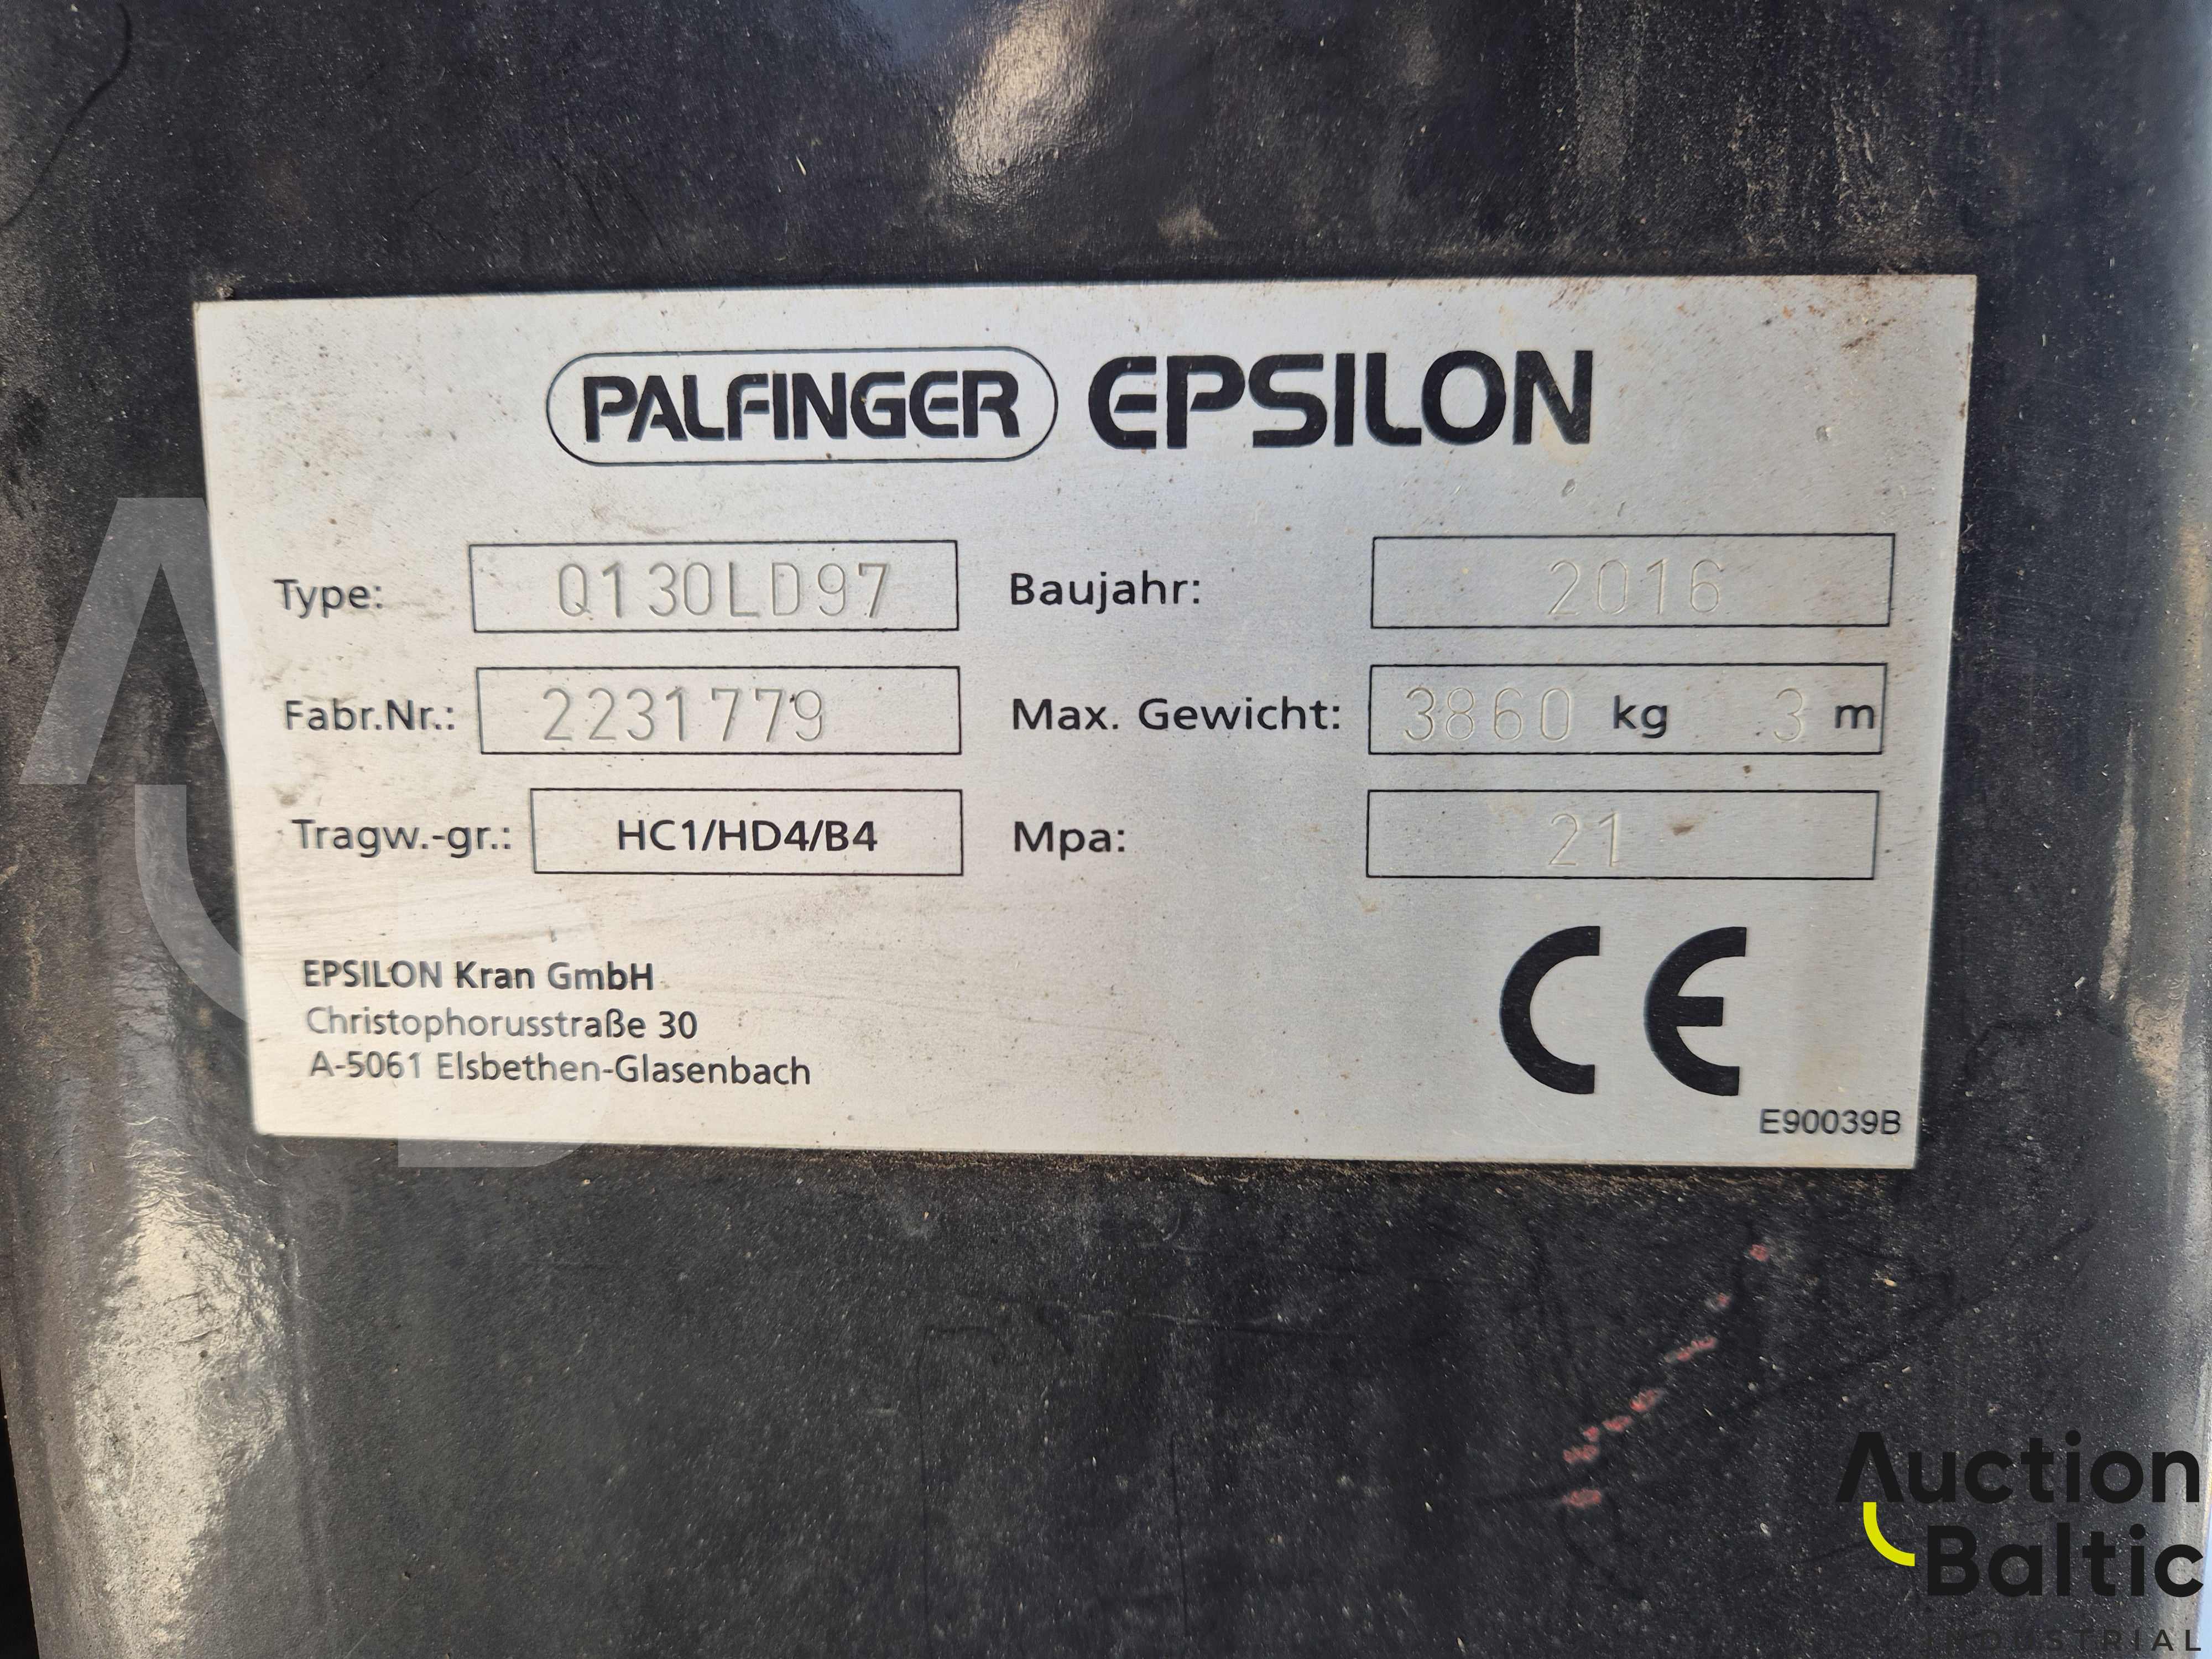 PALFINGER EPSILON
Type: Q130LD97 Baujahr: 2016
Fabr.Nr.: 2231779 Max. Gewicht: 3860 kg 3 m
Tragw.-gr.: HC1/HD4/B4 Mpa: 21
EPSILON Kran GmbH
Christophorusstraße 30
A-5061 Elsbethen-Glasenbach
CE
E90039B
Auction
Baltic
INDUSTRIAL